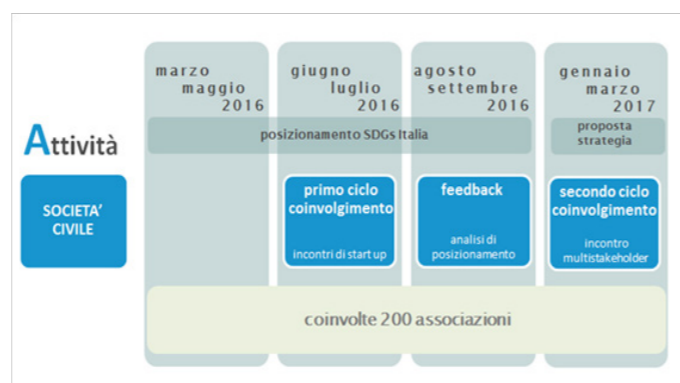 marzo
maggio
2016
giugno
luglio
2016
agosto
settembre
2016
gennaio
marzo
2017
posizionamento SDGs Italia
proposta
strategia
Attività
SOCIETA'
CIVILE
primo ciclo
coinvolgimento
incontri di start up
feedback
analisi di
posizionamento
secondo ciclo
coinvolgimento
incontro
multistakeholder
coinvolte 200 associazioni